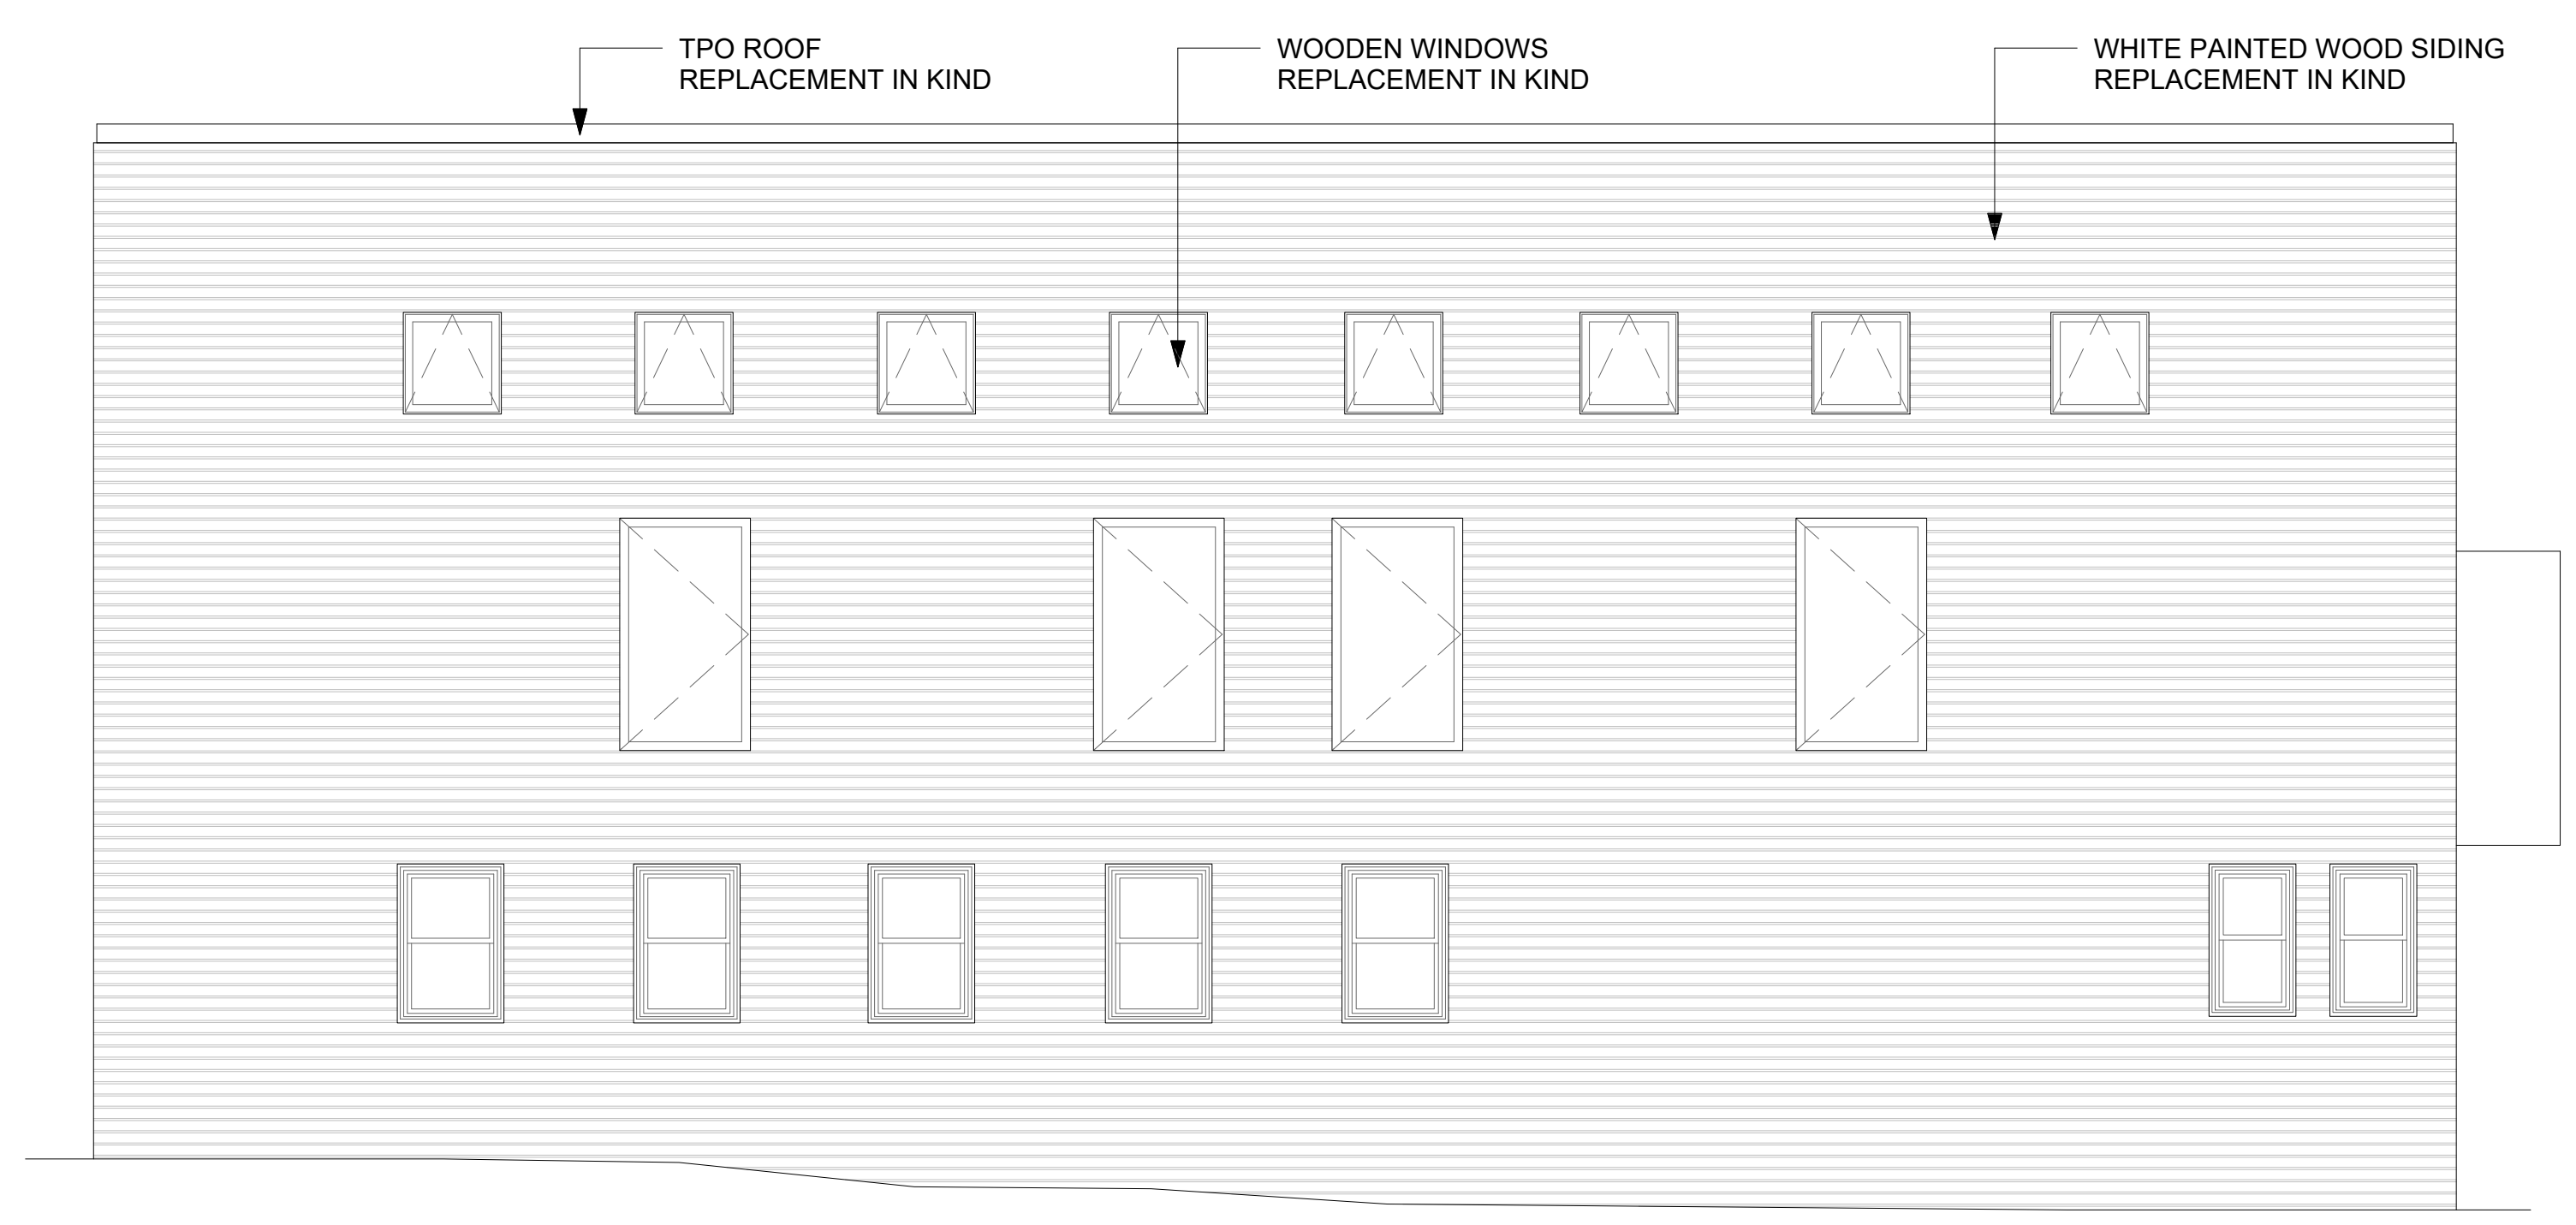 TPO ROOF
REPLACEMENT IN KIND
WOODEN WINDOWS
REPLACEMENT IN KIND
WHITE PAINTED WOOD SIDING
REPLACEMENT IN KIND